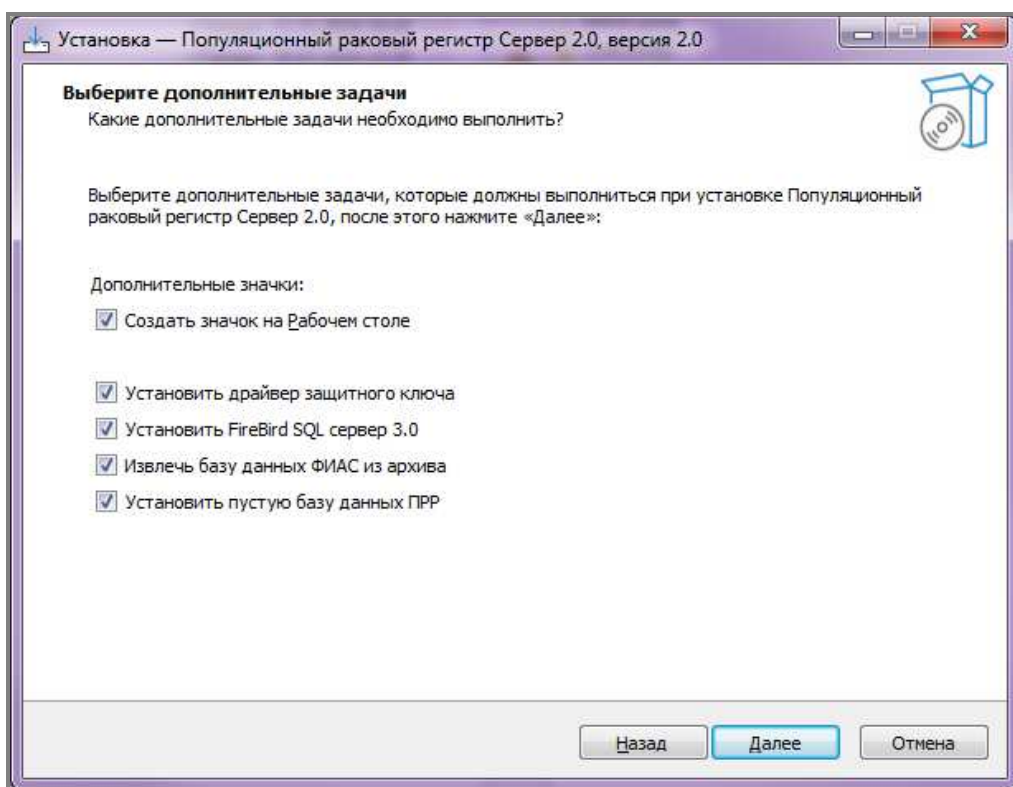 Установка — Популяционный раковый регистр Сервер 2.0, версия 2.0
Выберите дополнительные задачи
Какие дополнительные задачи необходимо выполнить?
Выберите дополнительные задачи, которые должны выполниться при установке Популяционный
раковый регистр Сервер 2.0, после этого нажмите «Далее»:
Дополнительные значки:
Создать значок на Рабочем столе
Установить драйвер защитного ключа
Установить FireBird SQL сервер 3.0
Извлечь базу данных ФИАС из архива
Установить пустую базу данных ПРР
Назад Далее Отмена